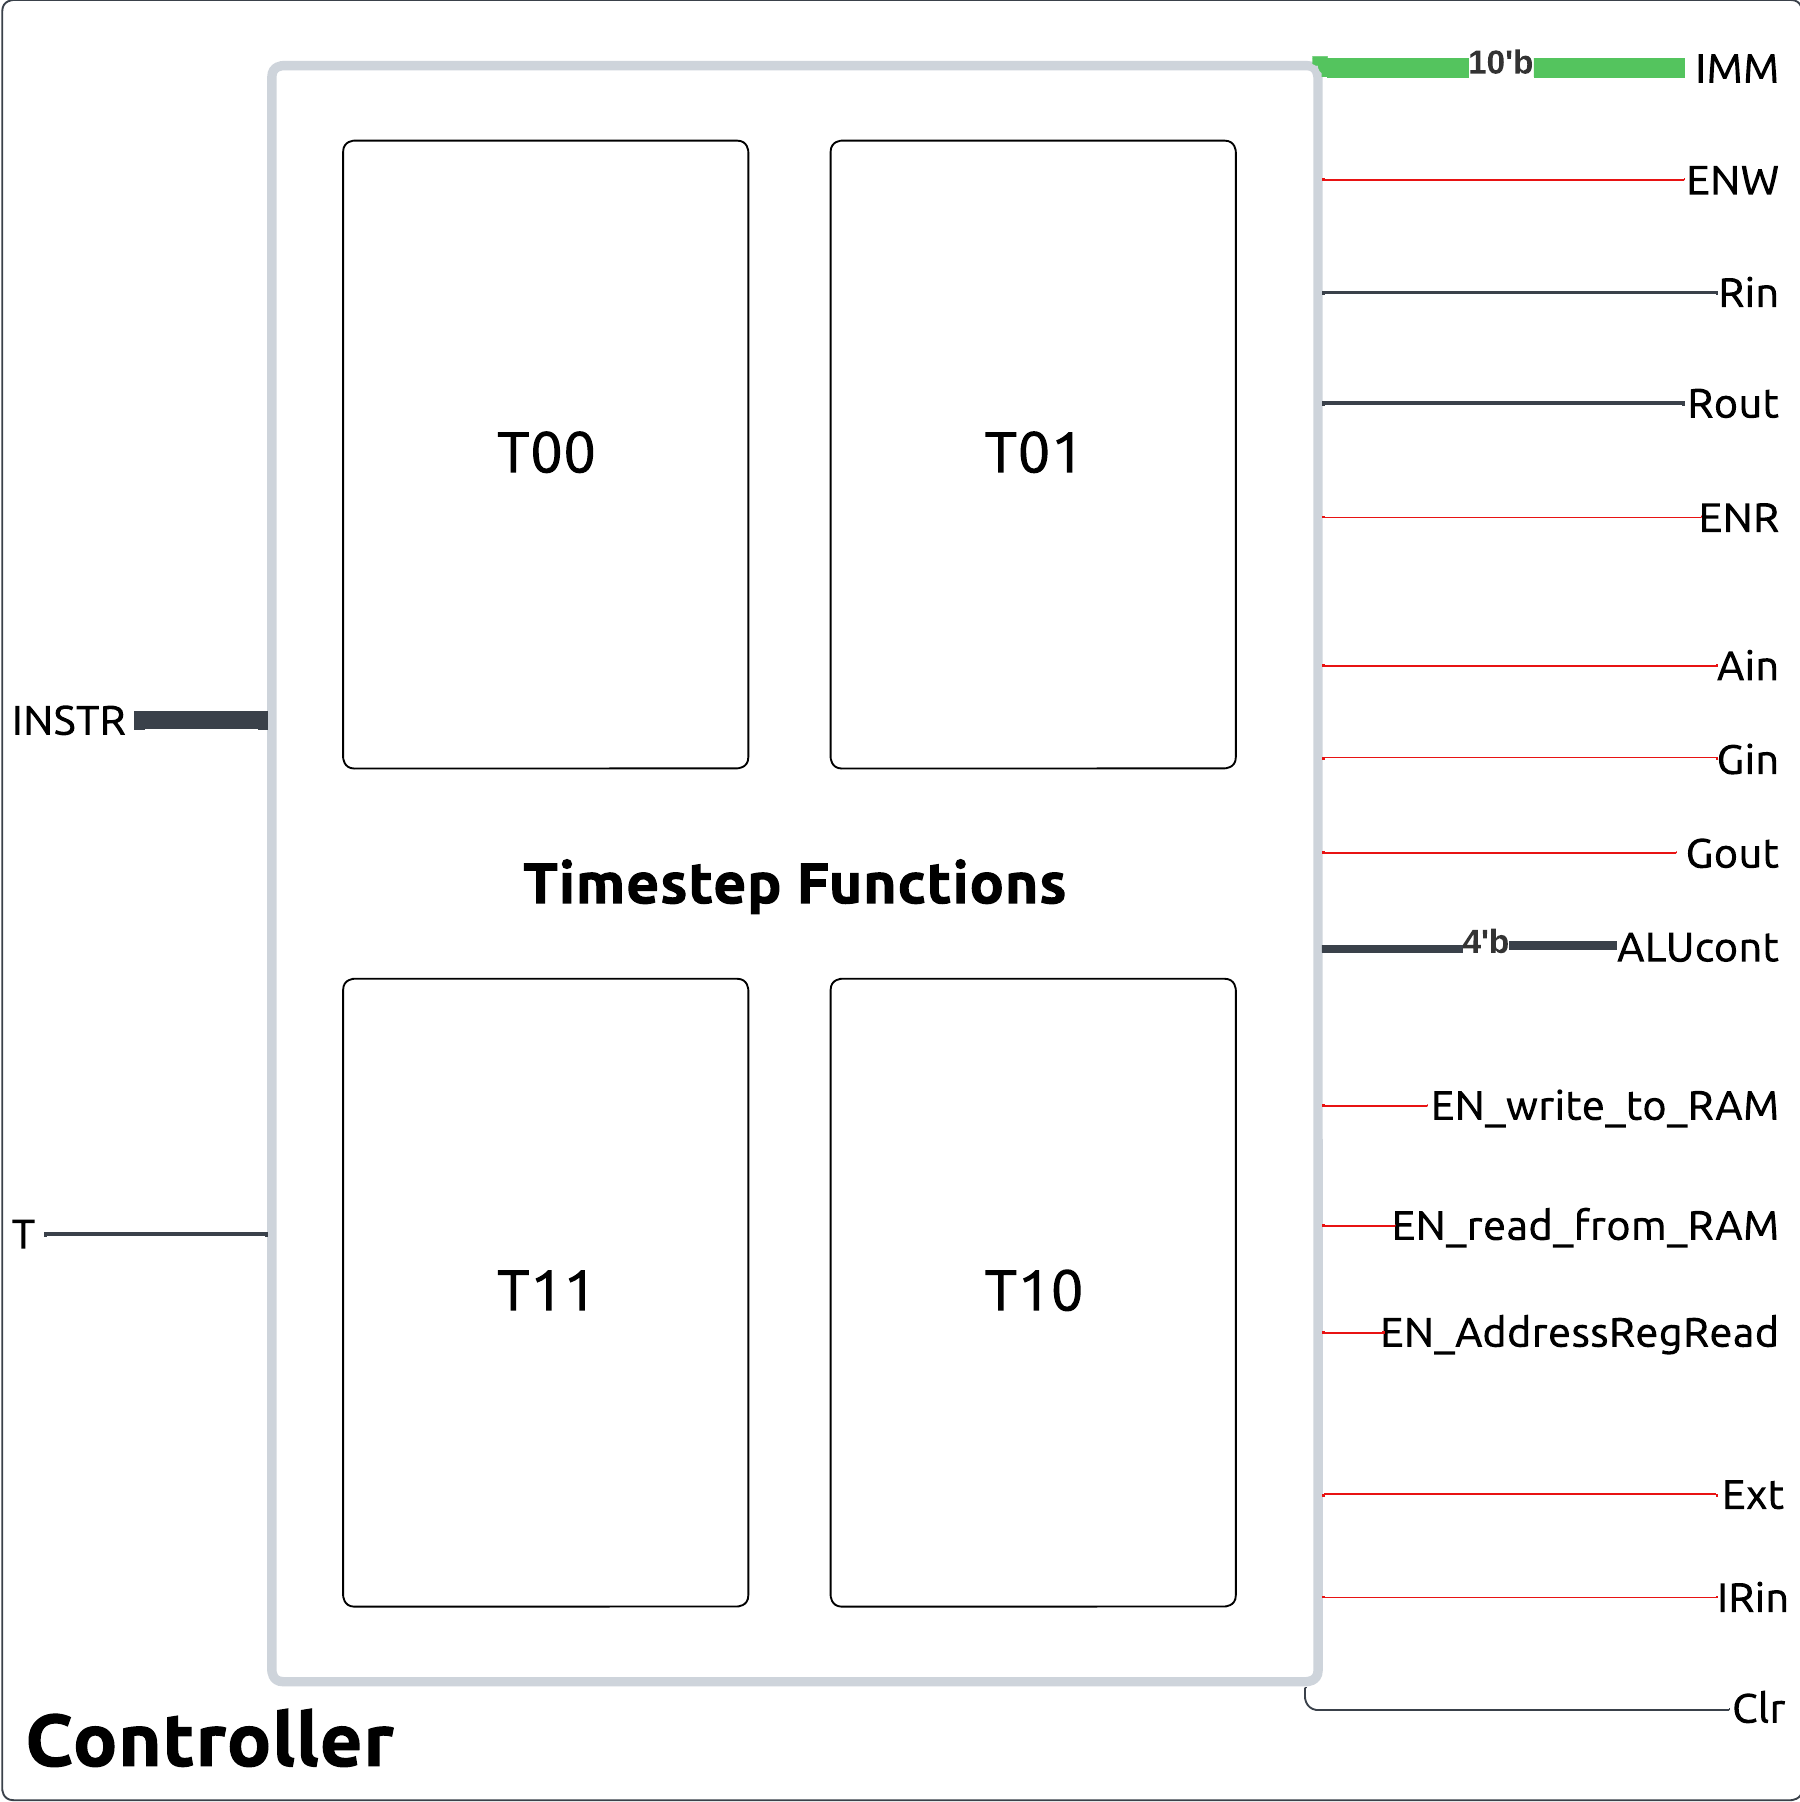 10'b
IMM
ENW
Rin
Rout
T00
T01
ENR
Ain
INSTR
Gin
Gout
Timestep Functions
4'b
ALUcont
EN_write_to_RAM
EN_read_from_RAM
T
T11
T10
EN_AddressRegRead
Ext
IRin
Clr
Controller